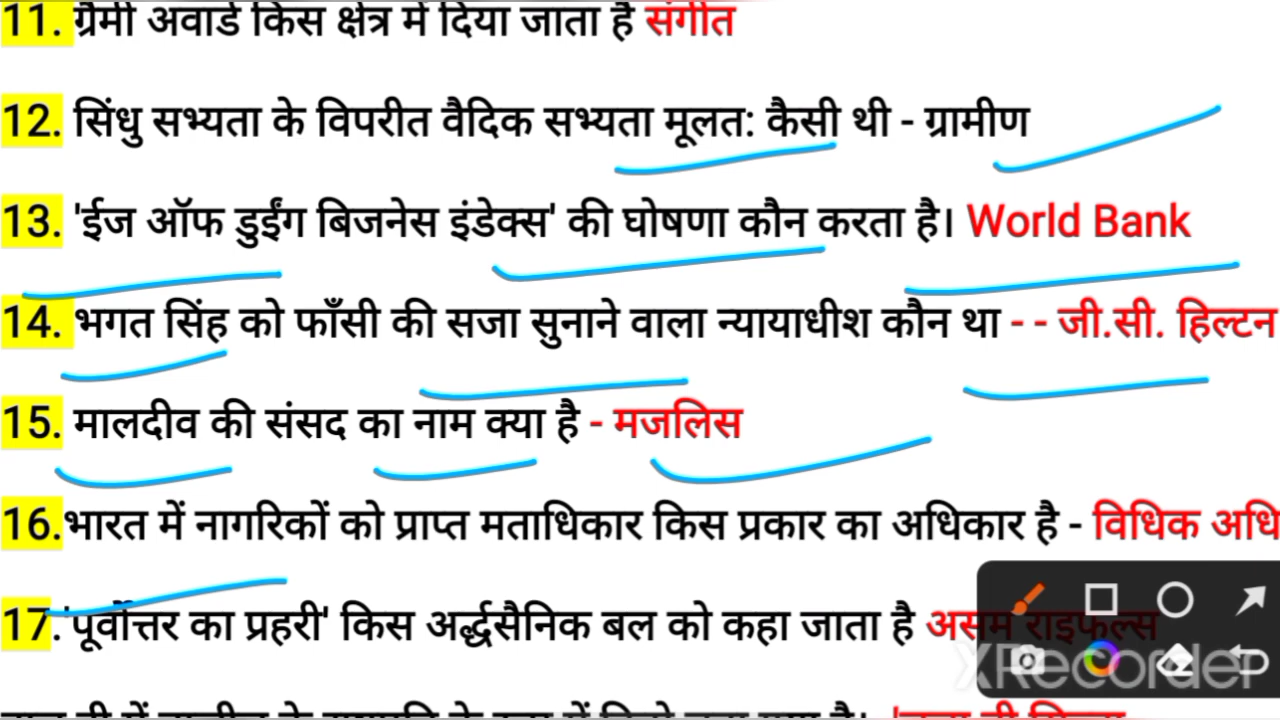 11. ग्रैमी अवार्ड किस क्षेत्र में दिया जाता है संगीत
12. सिंधु सभ्यता के विपरीत वैदिक सभ्यता मूलत: कैसी थी - ग्रामीण
13. 'ईज ऑफ डुईंग बिजनेस इंडेक्स' की घोषणा कौन करता है। World Bank
14. भगत सिंह को फाँसी की सजा सुनाने वाला न्यायाधीश कौन था - - जी.सी. हिल्टन
15. मालदीव की संसद का नाम क्या है - मजलिस
16.भारत में नागरिकों को प्राप्त मताधिकार किस प्रकार का अधिकार है - विधिक अधि
17. 'पूर्वोत्तर का प्रहरी' किस अर्द्धसैनिक बल को कहा जाता है असम राइफल्स
XRecorder